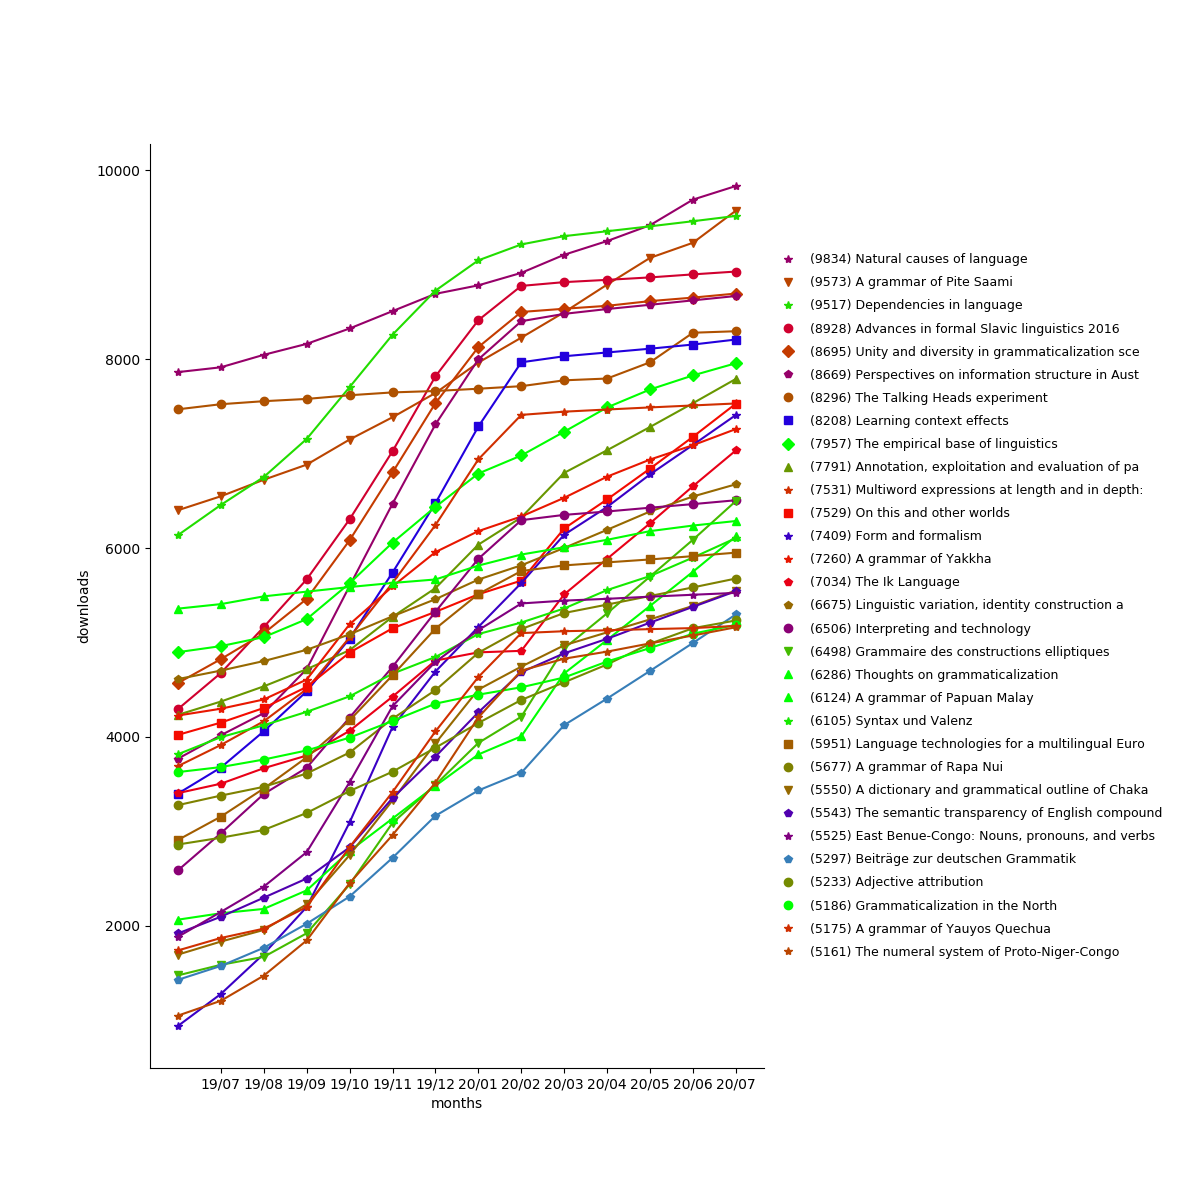 10000
8000
6000
4000
2000
downloads
19/07 19/08 19/09 19/10 19/11 19/12 20/01 20/02 20/03 20/04 20/05 20/06 20/07
months
(9834) Natural causes of language
(9573) A grammar of Pite Saami
(9517) Dependencies in language
(8928) Advances in formal Slavic linguistics 2016
(8695) Unity and diversity in grammaticalization sce
(8669) Perspectives on information structure in Aust
(8296) The Talking Heads experiment
(8208) Learning context effects
(7957) The empirical base of linguistics
(7791) Annotation, exploitation and evaluation of pa
(7531) Multiword expressions at length and in depth:
(7529) On this and other worlds
(7409) Form and formalism
(7260) A grammar of Yakkha
(7034) The Ik Language
(6675) Linguistic variation, identity construction a
(6506) Interpreting and technology
(6498) Grammaire des constructions elliptiques
(6286) Thoughts on grammaticalization
(6124) A grammar of Papuan Malay
(6105) Syntax und Valenz
(5951) Language technologies for a multilingual Euro
(5677) A grammar of Rapa Nui
(5550) A dictionary and grammatical outline of Chaka
(5543) The semantic transparency of English compound
(5525) East Benue-Congo: Nouns, pronouns, and verbs
(5297) Beiträge zur deutschen Grammatik
(5233) Adjective attribution
(5186) Grammaticalization in the North
(5175) A grammar of Yauyos Quechua
(5161) The numeral system of Proto-Niger-Congo